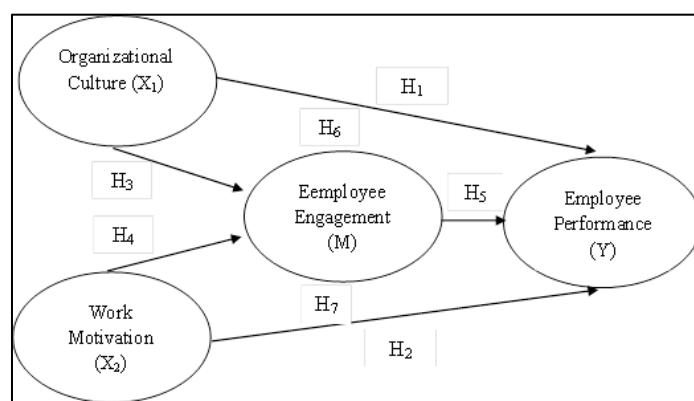 Organizational
Culture (X₁)
H₁
H₆
H₃
Eemployee
Engagement
(M)
H₅
Employee
Performance
(Y)
H₄
Work
Motivation
(X₂)
H₇
H₂